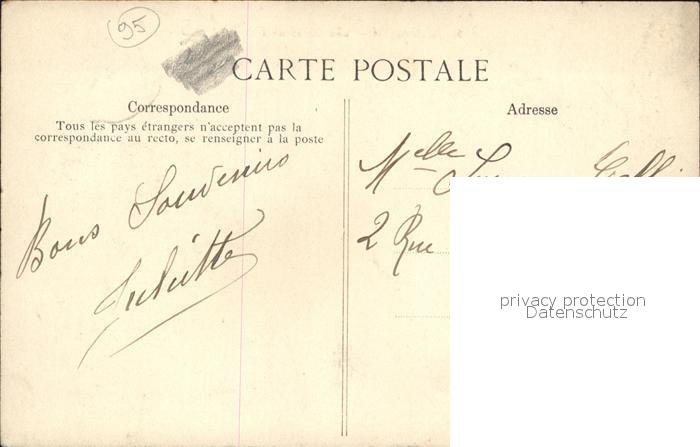 95
CARTE POSTALE
Correspondance
Tous les pays étrangers n'acceptent pas la
correspondance au recto, se renseigner à la poste
Bons Souvenirs
Juliette
Adresse
Melle
2 Rue
privacy protection
Datenschutz